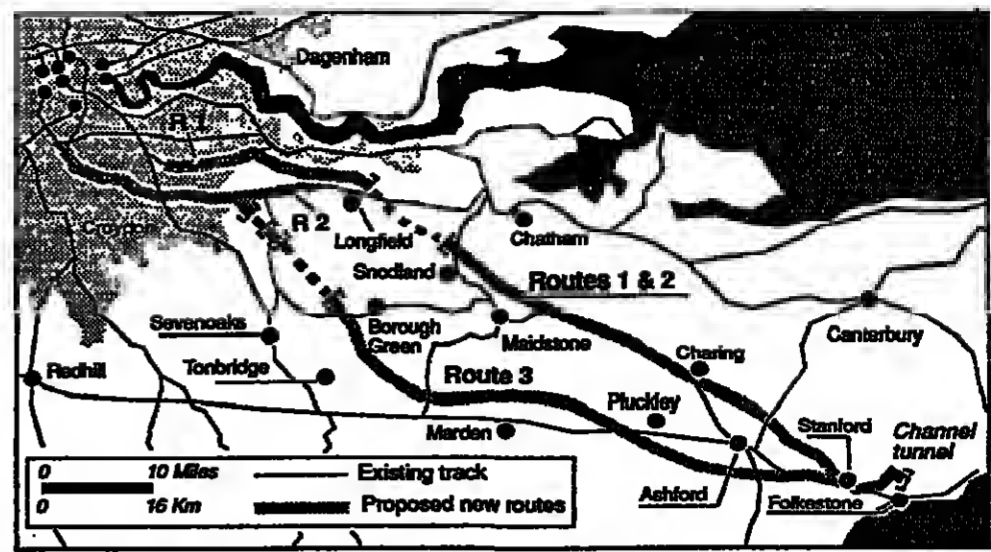 Dagenham
R 1
Croydon
R 2
Longfield
Chatham
Snodland
Routes 1 & 2
Sevenoaks
Borough
Green
Maidstone
Canterbury
Charing
Redhill
Tonbridge
Route 3
Pluckley
Stanford
Channel
tunnel
Marden
0 10 Miles Existing track
0 16 Km Proposed new routes
Ashford
Folkestone